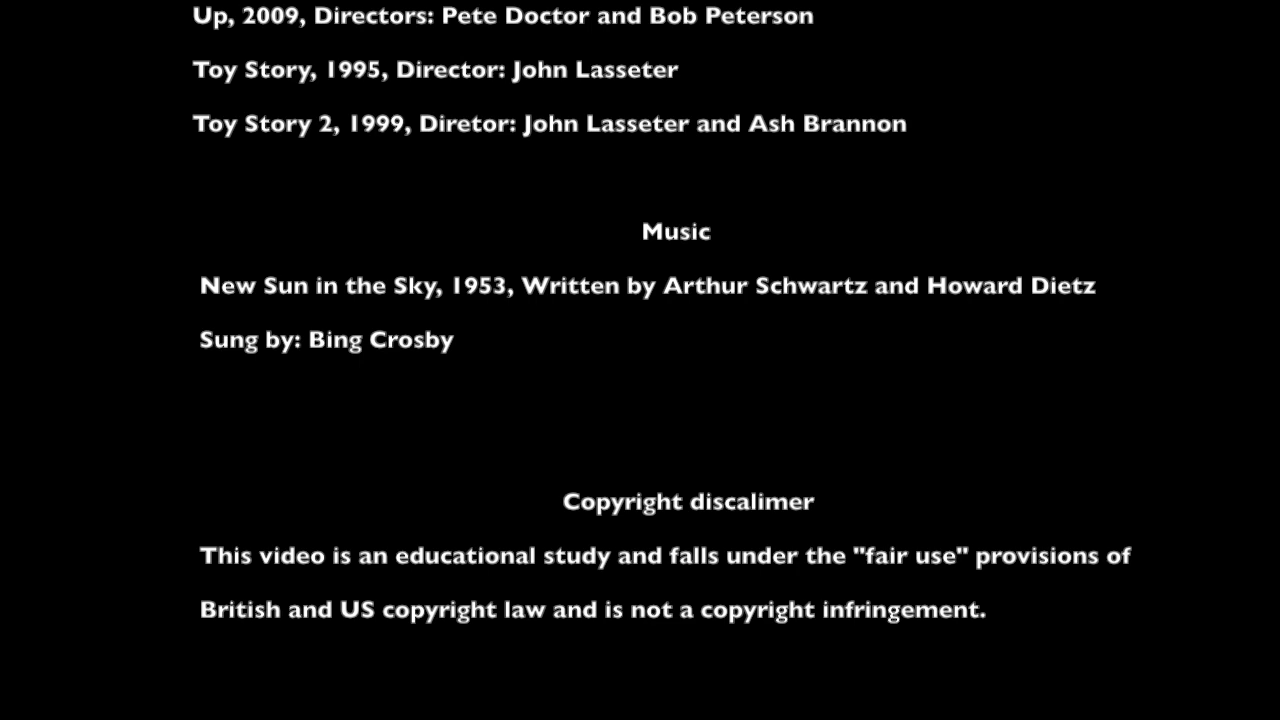 Up, 2009, Directors: Pete Doctor and Bob Peterson
Toy Story, 1995, Director: John Lasseter
Toy Story 2, 1999, Diretor: John Lasseter and Ash Brannon
Music
New Sun in the Sky, 1953, Written by Arthur Schwartz and Howard Dietz
Sung by: Bing Crosby
Copyright discalimer
This video is an educational study and falls under the "fair use" provisions of
British and US copyright law and is not a copyright infringement.